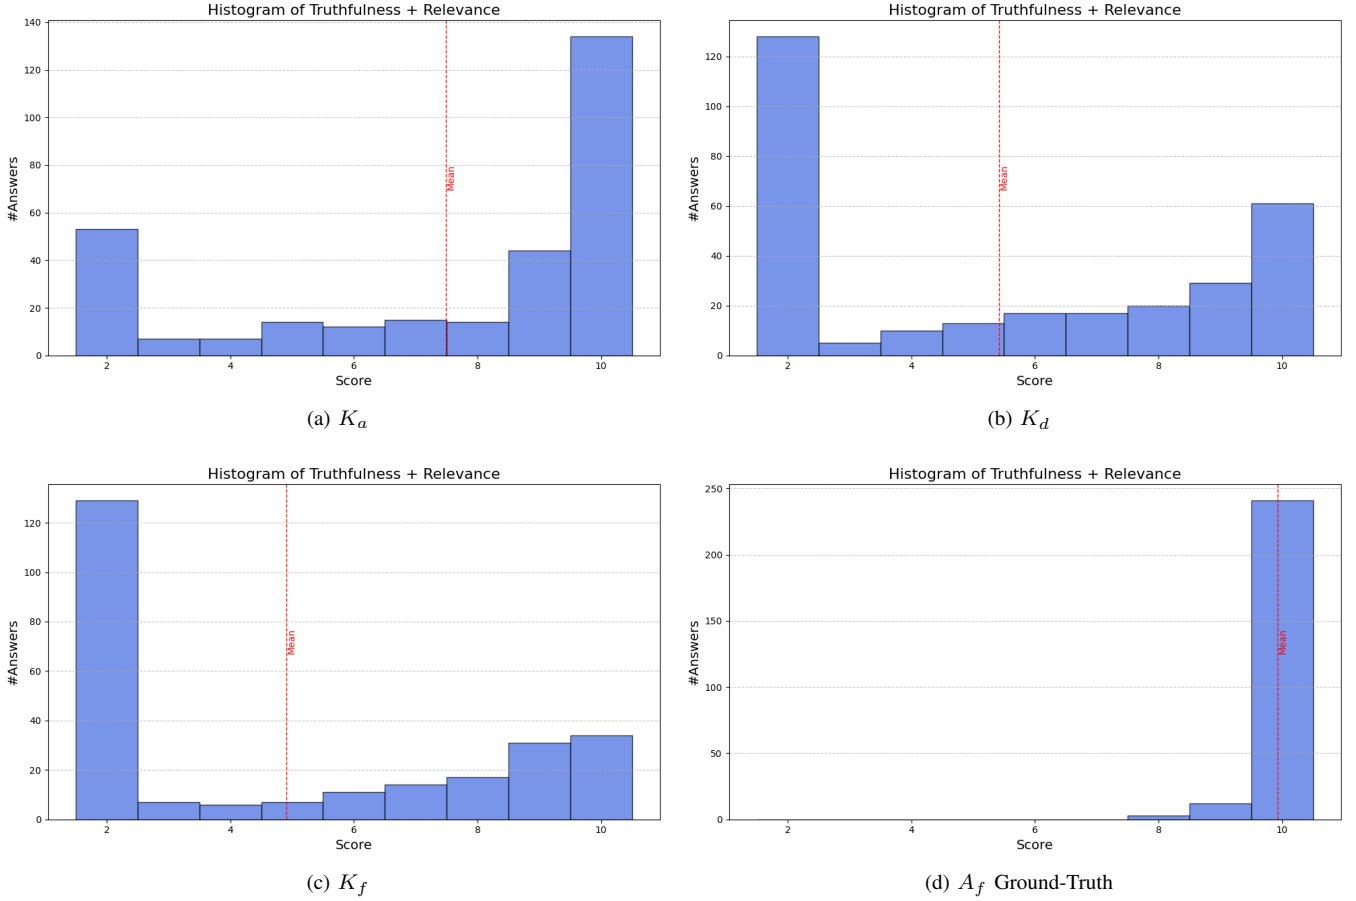 Histogram of Truthfulness + Relevance
140
120
100
80
60
40
20
0
#Answers
Mean
2 4 6 8 10
Score
(a) K_a
Histogram of Truthfulness + Relevance
120
100
80
60
40
20
0
#Answers
Mean
2 4 6 8 10
Score
(b) K_d
Histogram of Truthfulness + Relevance
120
100
80
60
40
20
0
#Answers
Mean
2 4 6 8 10
Score
(c) K_f
Histogram of Truthfulness + Relevance
250
200
150
100
50
0
#Answers
Mean
2 4 6 8 10
Score
(d) A_f Ground-Truth